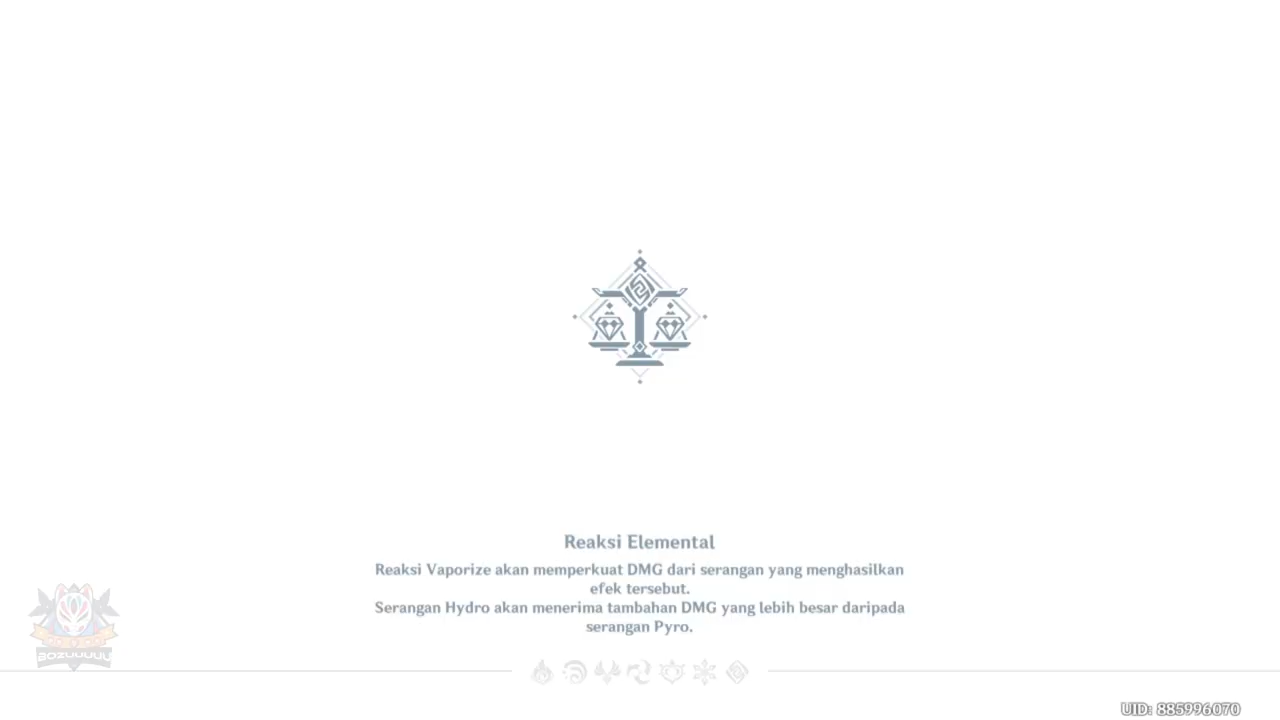 Reaksi Elemental
Reaksi Vaporize akan memperkuat DMG dari serangan yang menghasilkan
efek tersebut.
Serangan Hydro akan menerima tambahan DMG yang lebih besar daripada
serangan Pyro.
BOZUUUUU
UID: 885996070